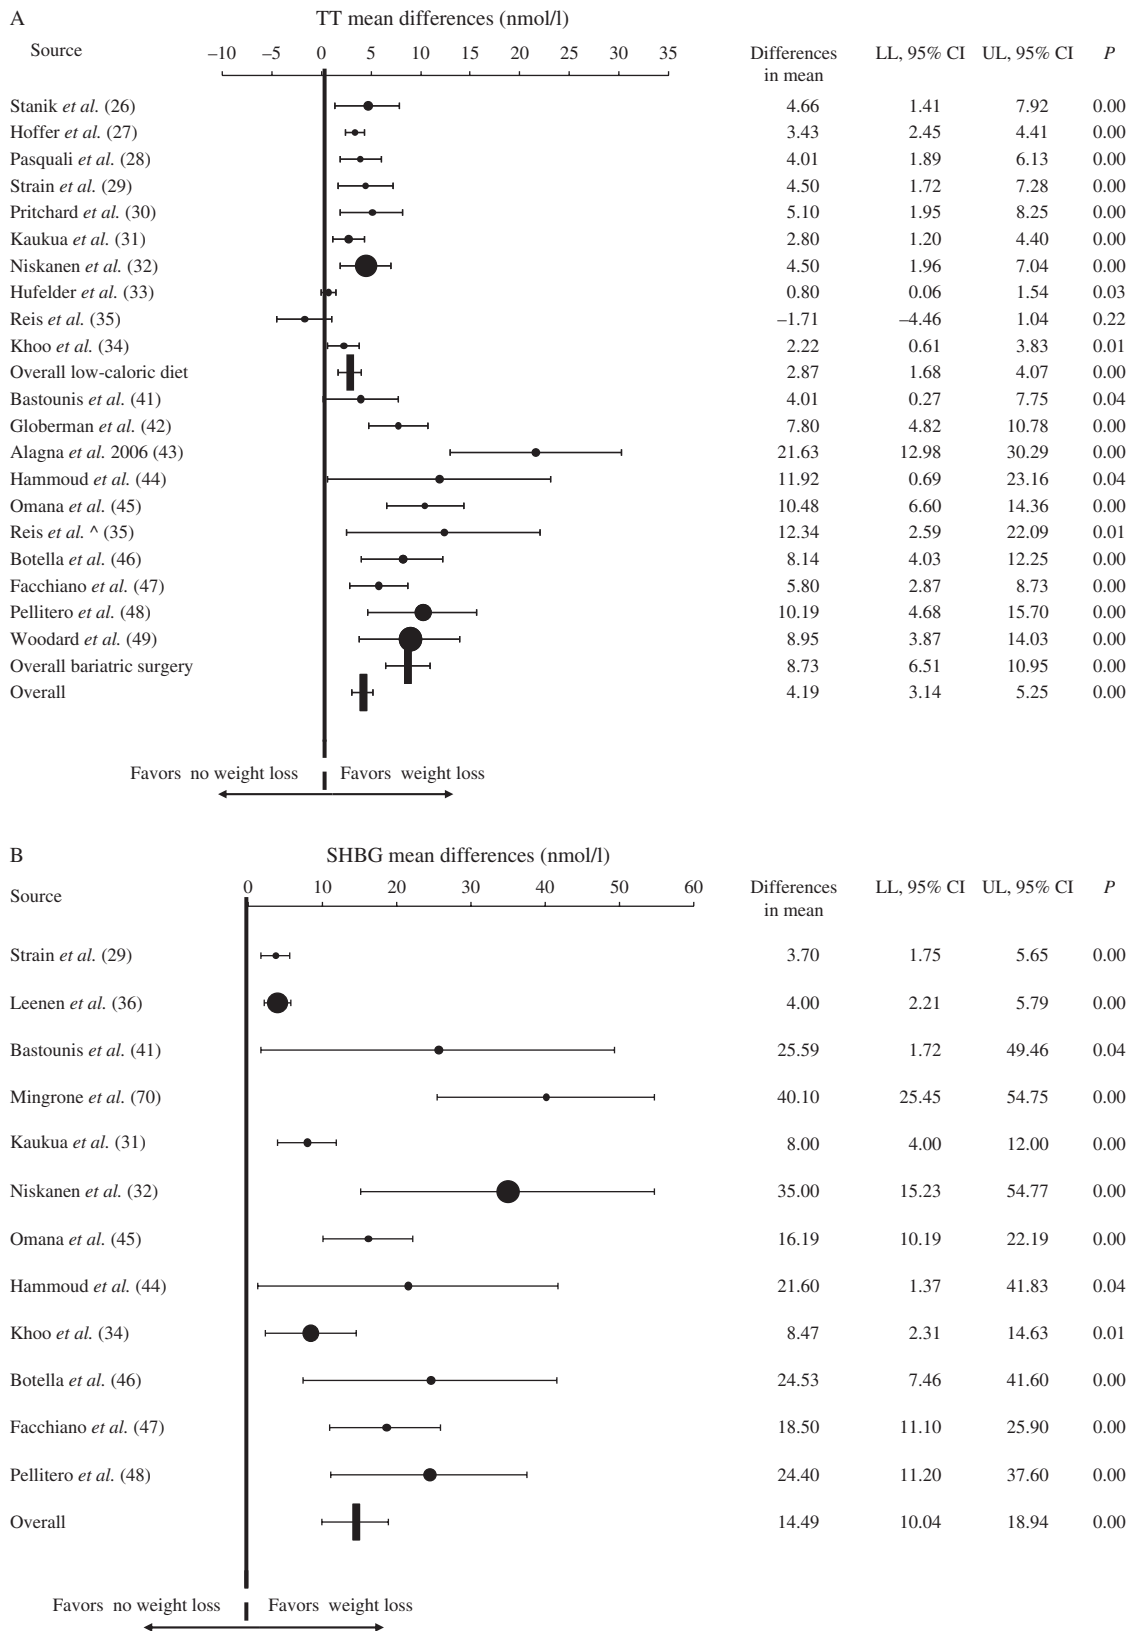 A TT mean differences (nmol/l)
Source –10 –5 0 5 10 15 20 25 30 35 Differences in mean LL, 95% CI UL, 95% CI P
Stanik et al. (26) 4.66 1.41 7.92 0.00
Hoffer et al. (27) 3.43 2.45 4.41 0.00
Pasquali et al. (28) 4.01 1.89 6.13 0.00
Strain et al. (29) 4.50 1.72 7.28 0.00
Pritchard et al. (30) 5.10 1.95 8.25 0.00
Kaukua et al. (31) 2.80 1.20 4.40 0.00
Niskanen et al. (32) 4.50 1.96 7.04 0.00
Hufelder et al. (33) 0.80 0.06 1.54 0.03
Reis et al. (35) –1.71 –4.46 1.04 0.22
Khoo et al. (34) 2.22 0.61 3.83 0.01
Overall low-caloric diet 2.87 1.68 4.07 0.00
Bastounis et al. (41) 4.01 0.27 7.75 0.04
Globerman et al. (42) 7.80 4.82 10.78 0.00
Alagna et al. 2006 (43) 21.63 12.98 30.29 0.00
Hammoud et al. (44) 11.92 0.69 23.16 0.04
Omana et al. (45) 10.48 6.60 14.36 0.00
Reis et al. ^ (35) 12.34 2.59 22.09 0.01
Botella et al. (46) 8.14 4.03 12.25 0.00
Facchiano et al. (47) 5.80 2.87 8.73 0.00
Pellitero et al. (48) 10.19 4.68 15.70 0.00
Woodard et al. (49) 8.95 3.87 14.03 0.00
Overall bariatric surgery 8.73 6.51 10.95 0.00
Overall 4.19 3.14 5.25 0.00
Favors no weight loss Favors weight loss
B SHBG mean differences (nmol/l)
Source 0 10 20 30 40 50 60 Differences in mean LL, 95% CI UL, 95% CI P
Strain et al. (29) 3.70 1.75 5.65 0.00
Leenen et al. (36) 4.00 2.21 5.79 0.00
Bastounis et al. (41) 25.59 1.72 49.46 0.04
Mingrone et al. (70) 40.10 25.45 54.75 0.00
Kaukua et al. (31) 8.00 4.00 12.00 0.00
Niskanen et al. (32) 35.00 15.23 54.77 0.00
Omana et al. (45) 16.19 10.19 22.19 0.00
Hammoud et al. (44) 21.60 1.37 41.83 0.04
Khoo et al. (34) 8.47 2.31 14.63 0.01
Botella et al. (46) 24.53 7.46 41.60 0.00
Facchiano et al. (47) 18.50 11.10 25.90 0.00
Pellitero et al. (48) 24.40 11.20 37.60 0.00
Overall 14.49 10.04 18.94 0.00
Favors no weight loss Favors weight loss